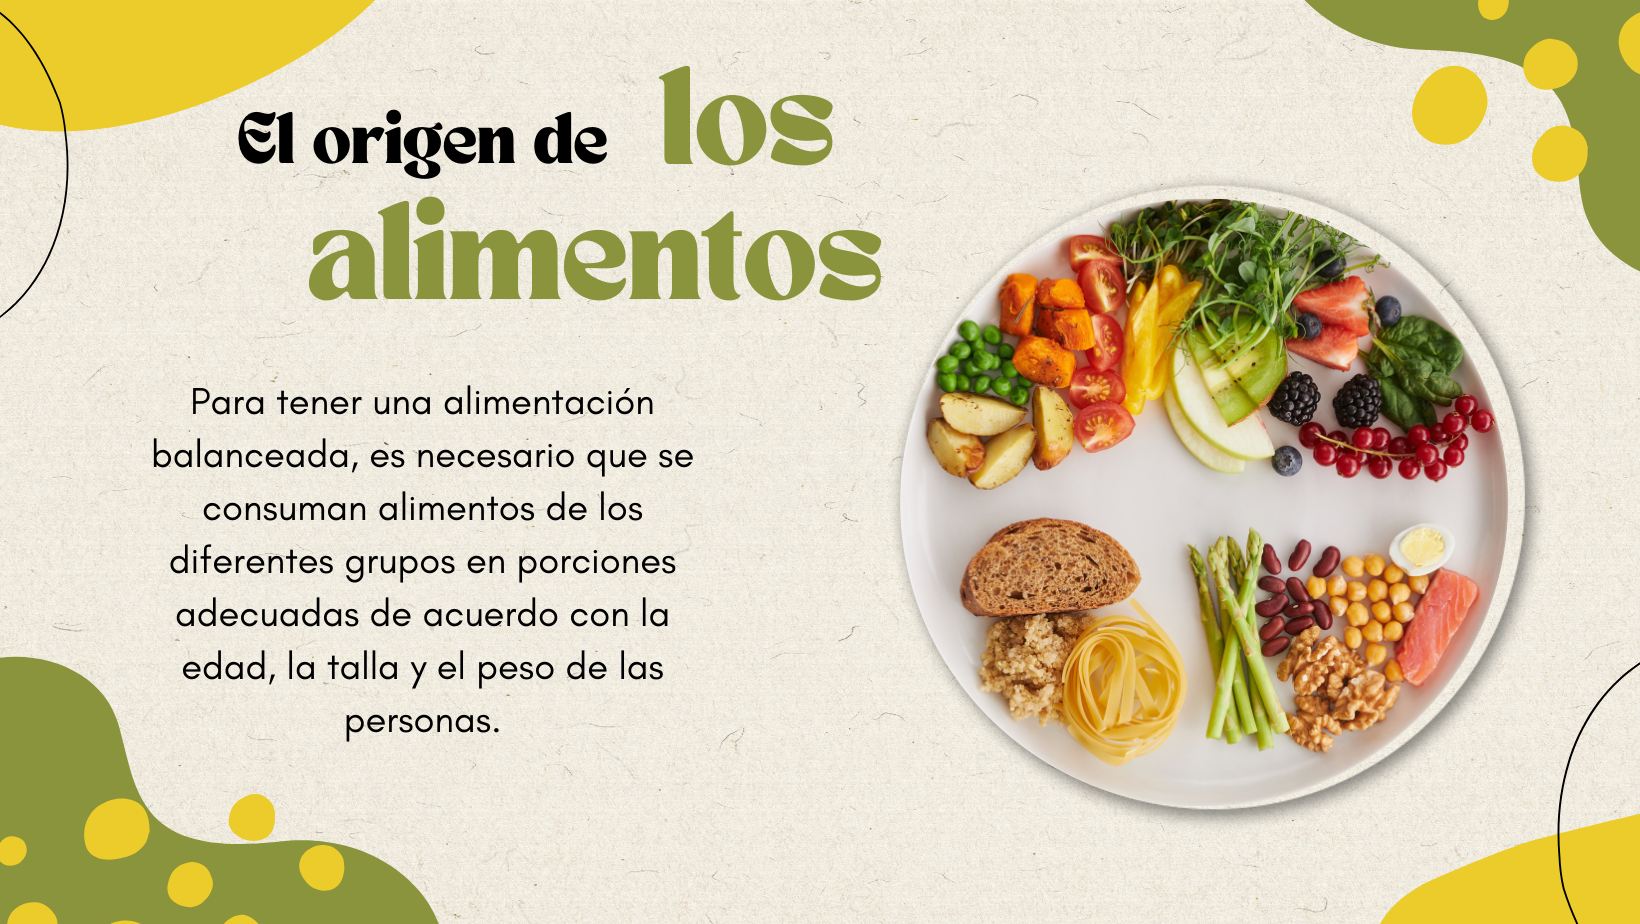 El origen de los
alimentos
Para tener una alimentación
balanceada, es necesario que se
consuman alimentos de los
diferentes grupos en porciones
adecuadas de acuerdo con la
edad, la talla y el peso de las
personas.